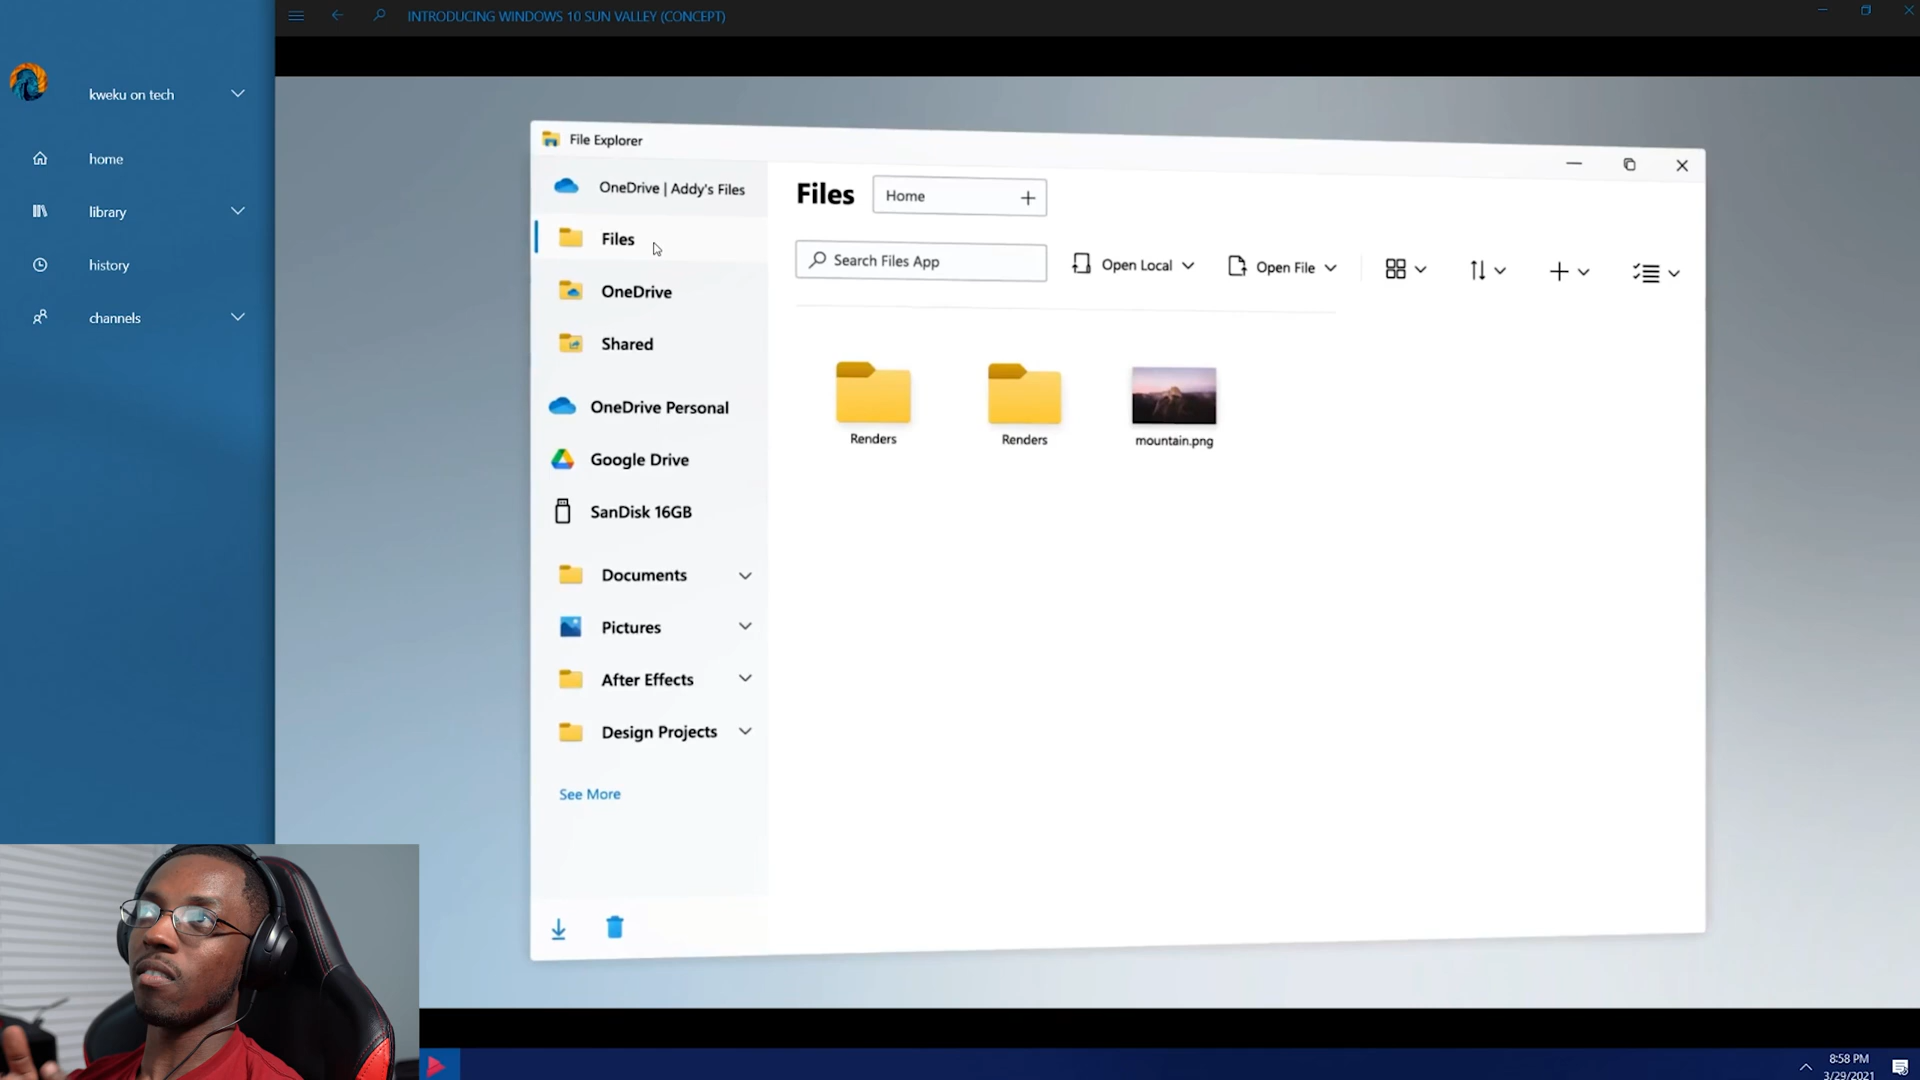 INTRODUCING WINDOWS 10 SUN VALLEY (CONCEPT)
kweku on tech
home
library
history
channels
File Explorer
OneDrive | Addy's Files
Files
OneDrive
Shared
OneDrive Personal
Google Drive
SanDisk 16GB
Documents
Pictures
After Effects
Design Projects
See More
Files
Home
Search Files App
Open Local
Open File
Renders
Renders
mountain.png
8:58 PM
3/29/2021